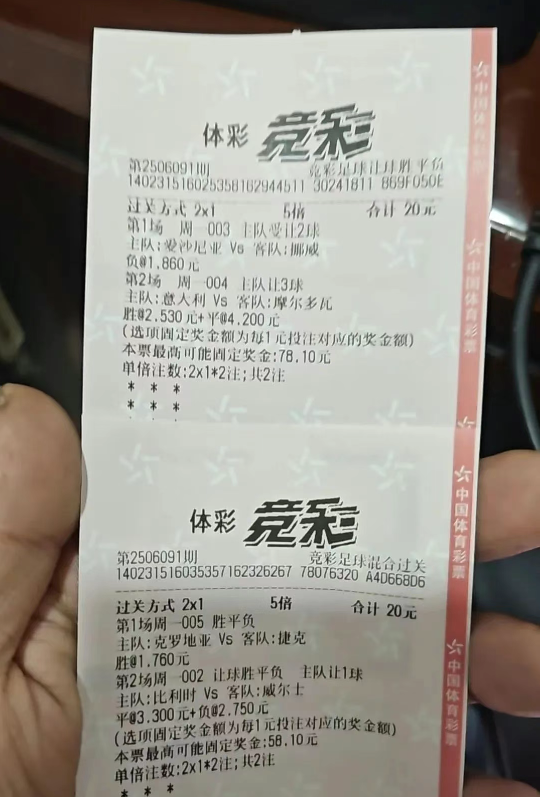 体彩 竞彩
第2506091期 竞彩足球让球胜平负
140231516025358162944511 30241811 B69F050E
过关方式 2x1 5倍 合计 20元
第1场 周一003 主队受让2球
主队:爱沙尼亚 Vs 客队:挪威
负@1.860元
第2场 周一004 主队让3球
主队:意大利 Vs 客队:摩尔多瓦
胜@2.530元+平@4.200元
(选项固定奖金额为每1元投注对应的奖金额)
本票最高可能固定奖金:78.10元
单倍注数:2x1*2注;共2注
* * *
* * *
体彩 竞彩
第2506091期 竞彩足球混合过关
140231516035357162326267 78076320 A4D668D6
过关方式 2x1 5倍 合计 20元
第1场周一005 胜平负
主队:克罗地亚 Vs 客队:捷克
胜@1.760元
第2场周一002 让球胜平负 主队让1球
主队:比利时 Vs 客队:威尔士
平@3.300元+负@2.750元
(选项固定奖金额为每1元投注对应的奖金额)
本票最高可能固定奖金:58.10元
单倍注数:2x1*2注;共2注
* * *
中国体育彩票
中国体育彩票
中国体育彩票
中国体育彩票